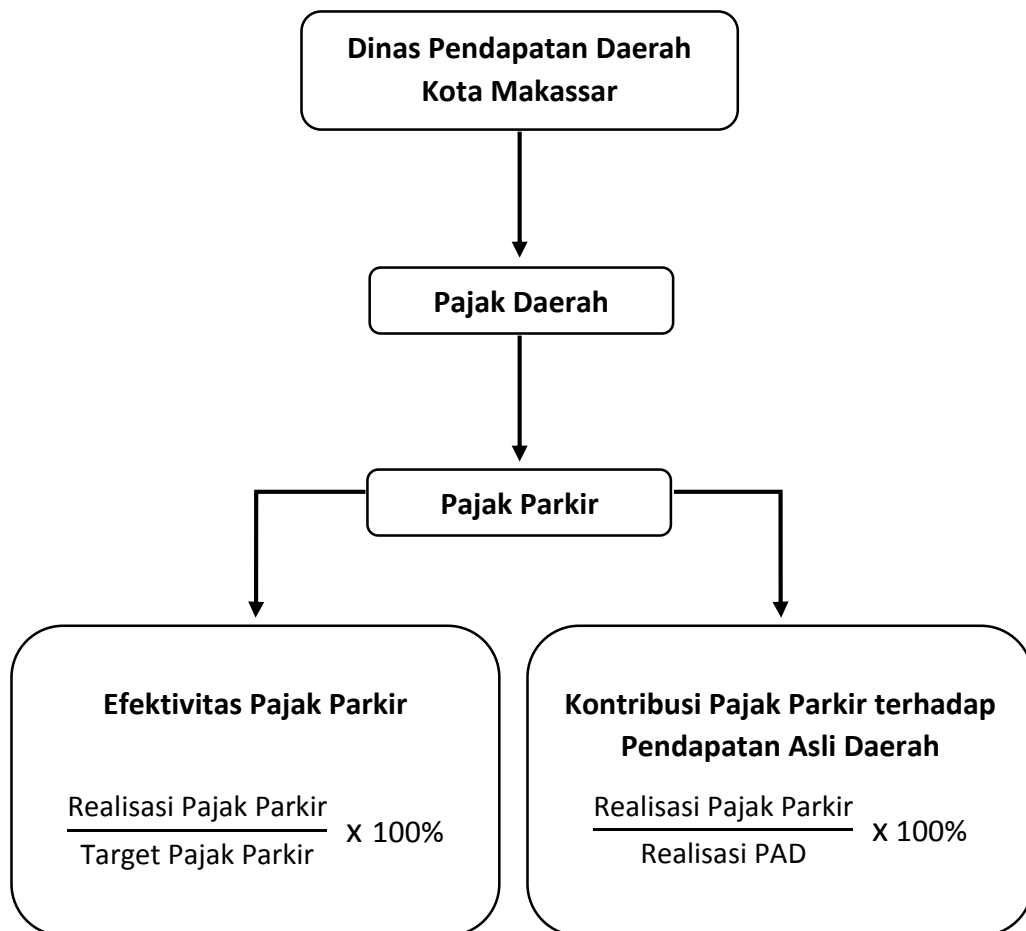 Dinas Pendapatan Daerah
Kota Makassar
Pajak Daerah
Pajak Parkir
Efektivitas Pajak Parkir
Realisasi Pajak Parkir
Target Pajak Parkir
x 100%
Kontribusi Pajak Parkir terhadap
Pendapatan Asli Daerah
Realisasi Pajak Parkir
Realisasi PAD
x 100%